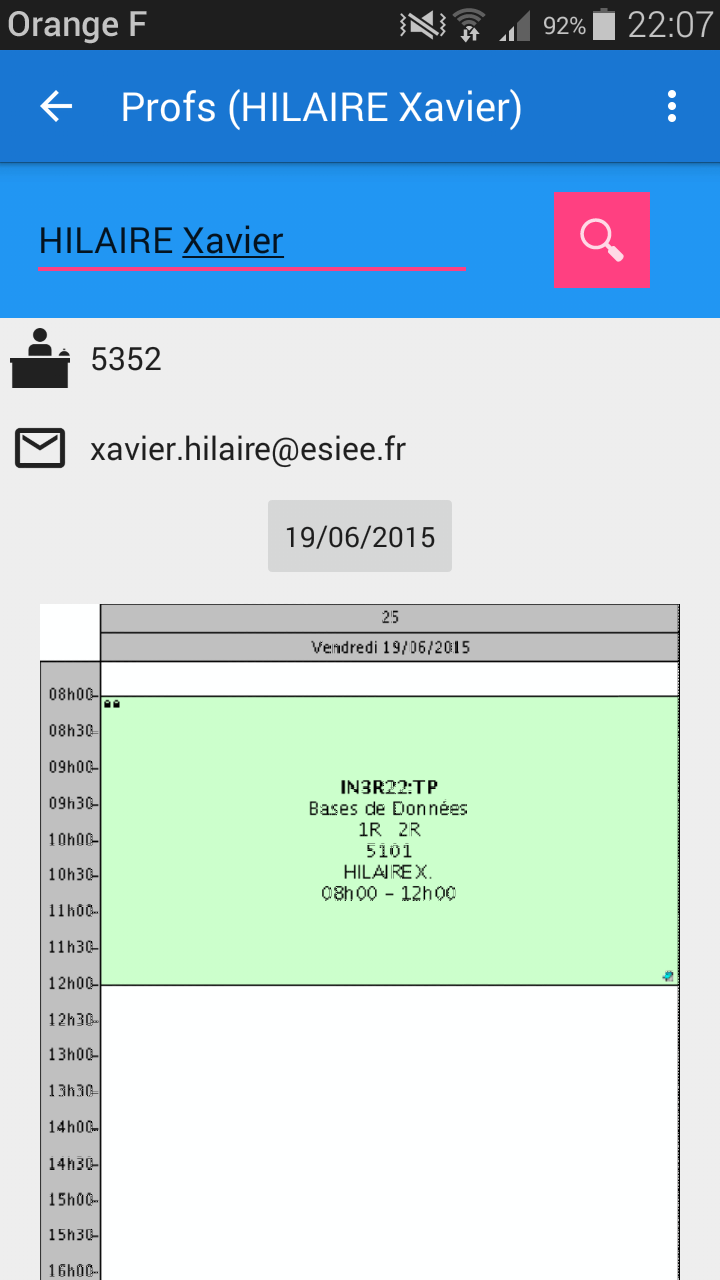 Orange F 92% 22:07
Profs (HILAIRE Xavier)
HILAIRE Xavier
5352
xavier.hilaire@esiee.fr
19/06/2015
25
Vendredi 19/06/2015
08h00
08h30
09h00
09h30
10h00
10h30
11h00
11h30
12h00
12h30
13h00
13h30
14h00
14h30
15h00
15h30
16h00
IN3R22:TP
Bases de Données
1R 2R
5101
HILAIRE X.
08h00 - 12h00